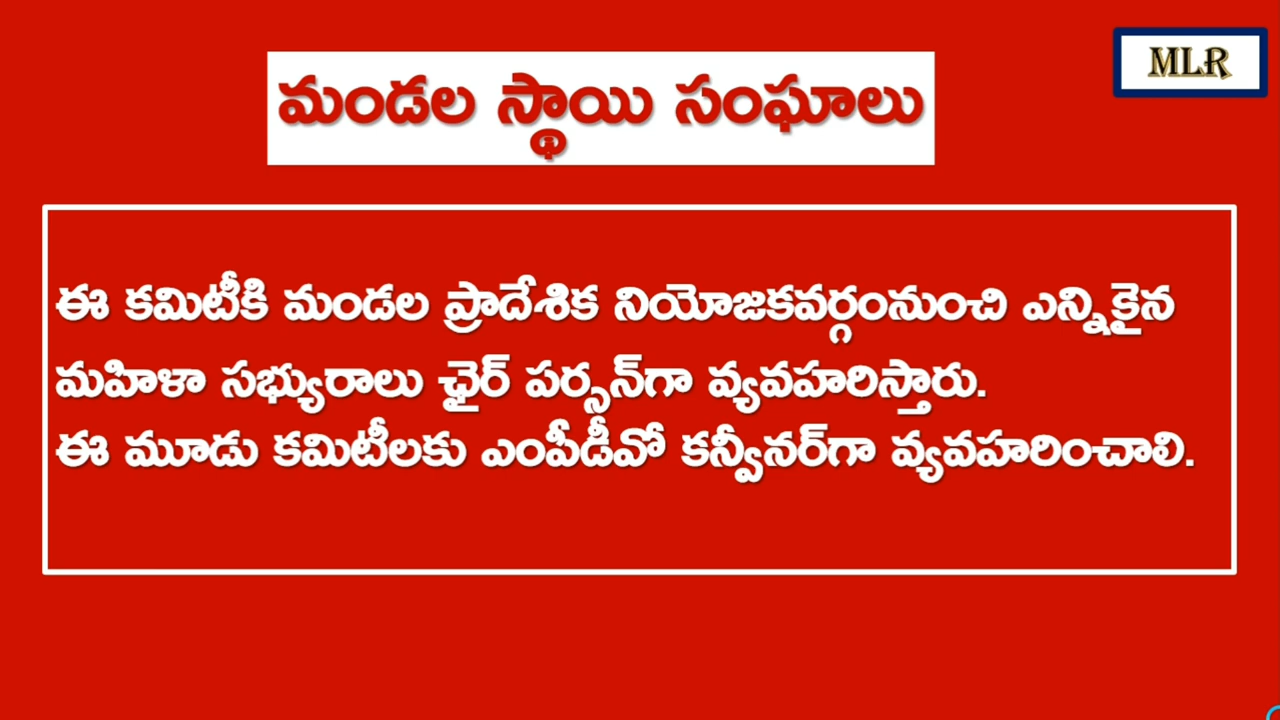 MLR
మండల స్థాయి సంఘాలు
ఈ కమిటీకి మండల ప్రాదేశిక నియోజకవర్గంనుంచి ఎన్నికైన
మహిళా సభ్యురాలు ఛైర్ పర్సన్‌గా వ్యవహరిస్తారు.
ఈ మూడు కమిటీలకు ఎంపీడీవో కన్వీనర్‌గా వ్యవహరించాలి.